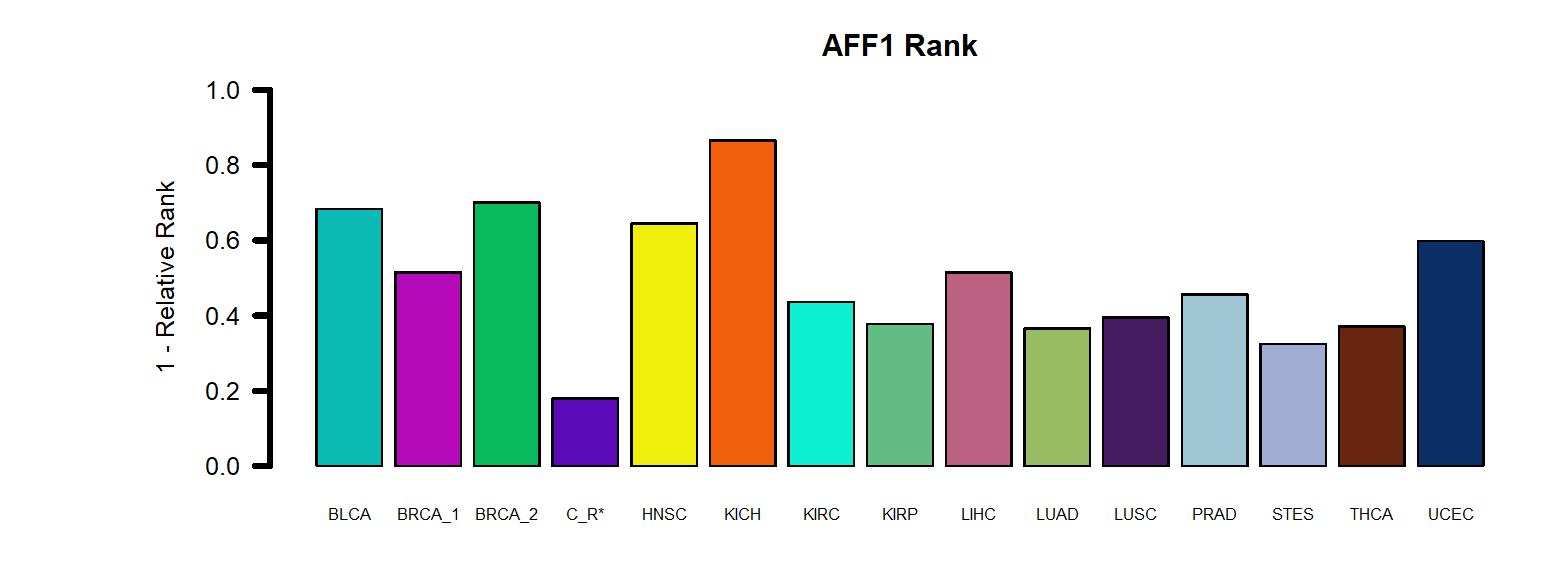 AFF1 Rank
1 - Relative Rank
1.0
0.8
0.6
0.4
0.2
0.0
BLCA BRCA_1 BRCA_2 C_R* HNSC KICH KIRC KIRP LIHC LUAD LUSC PRAD STES THCA UCEC